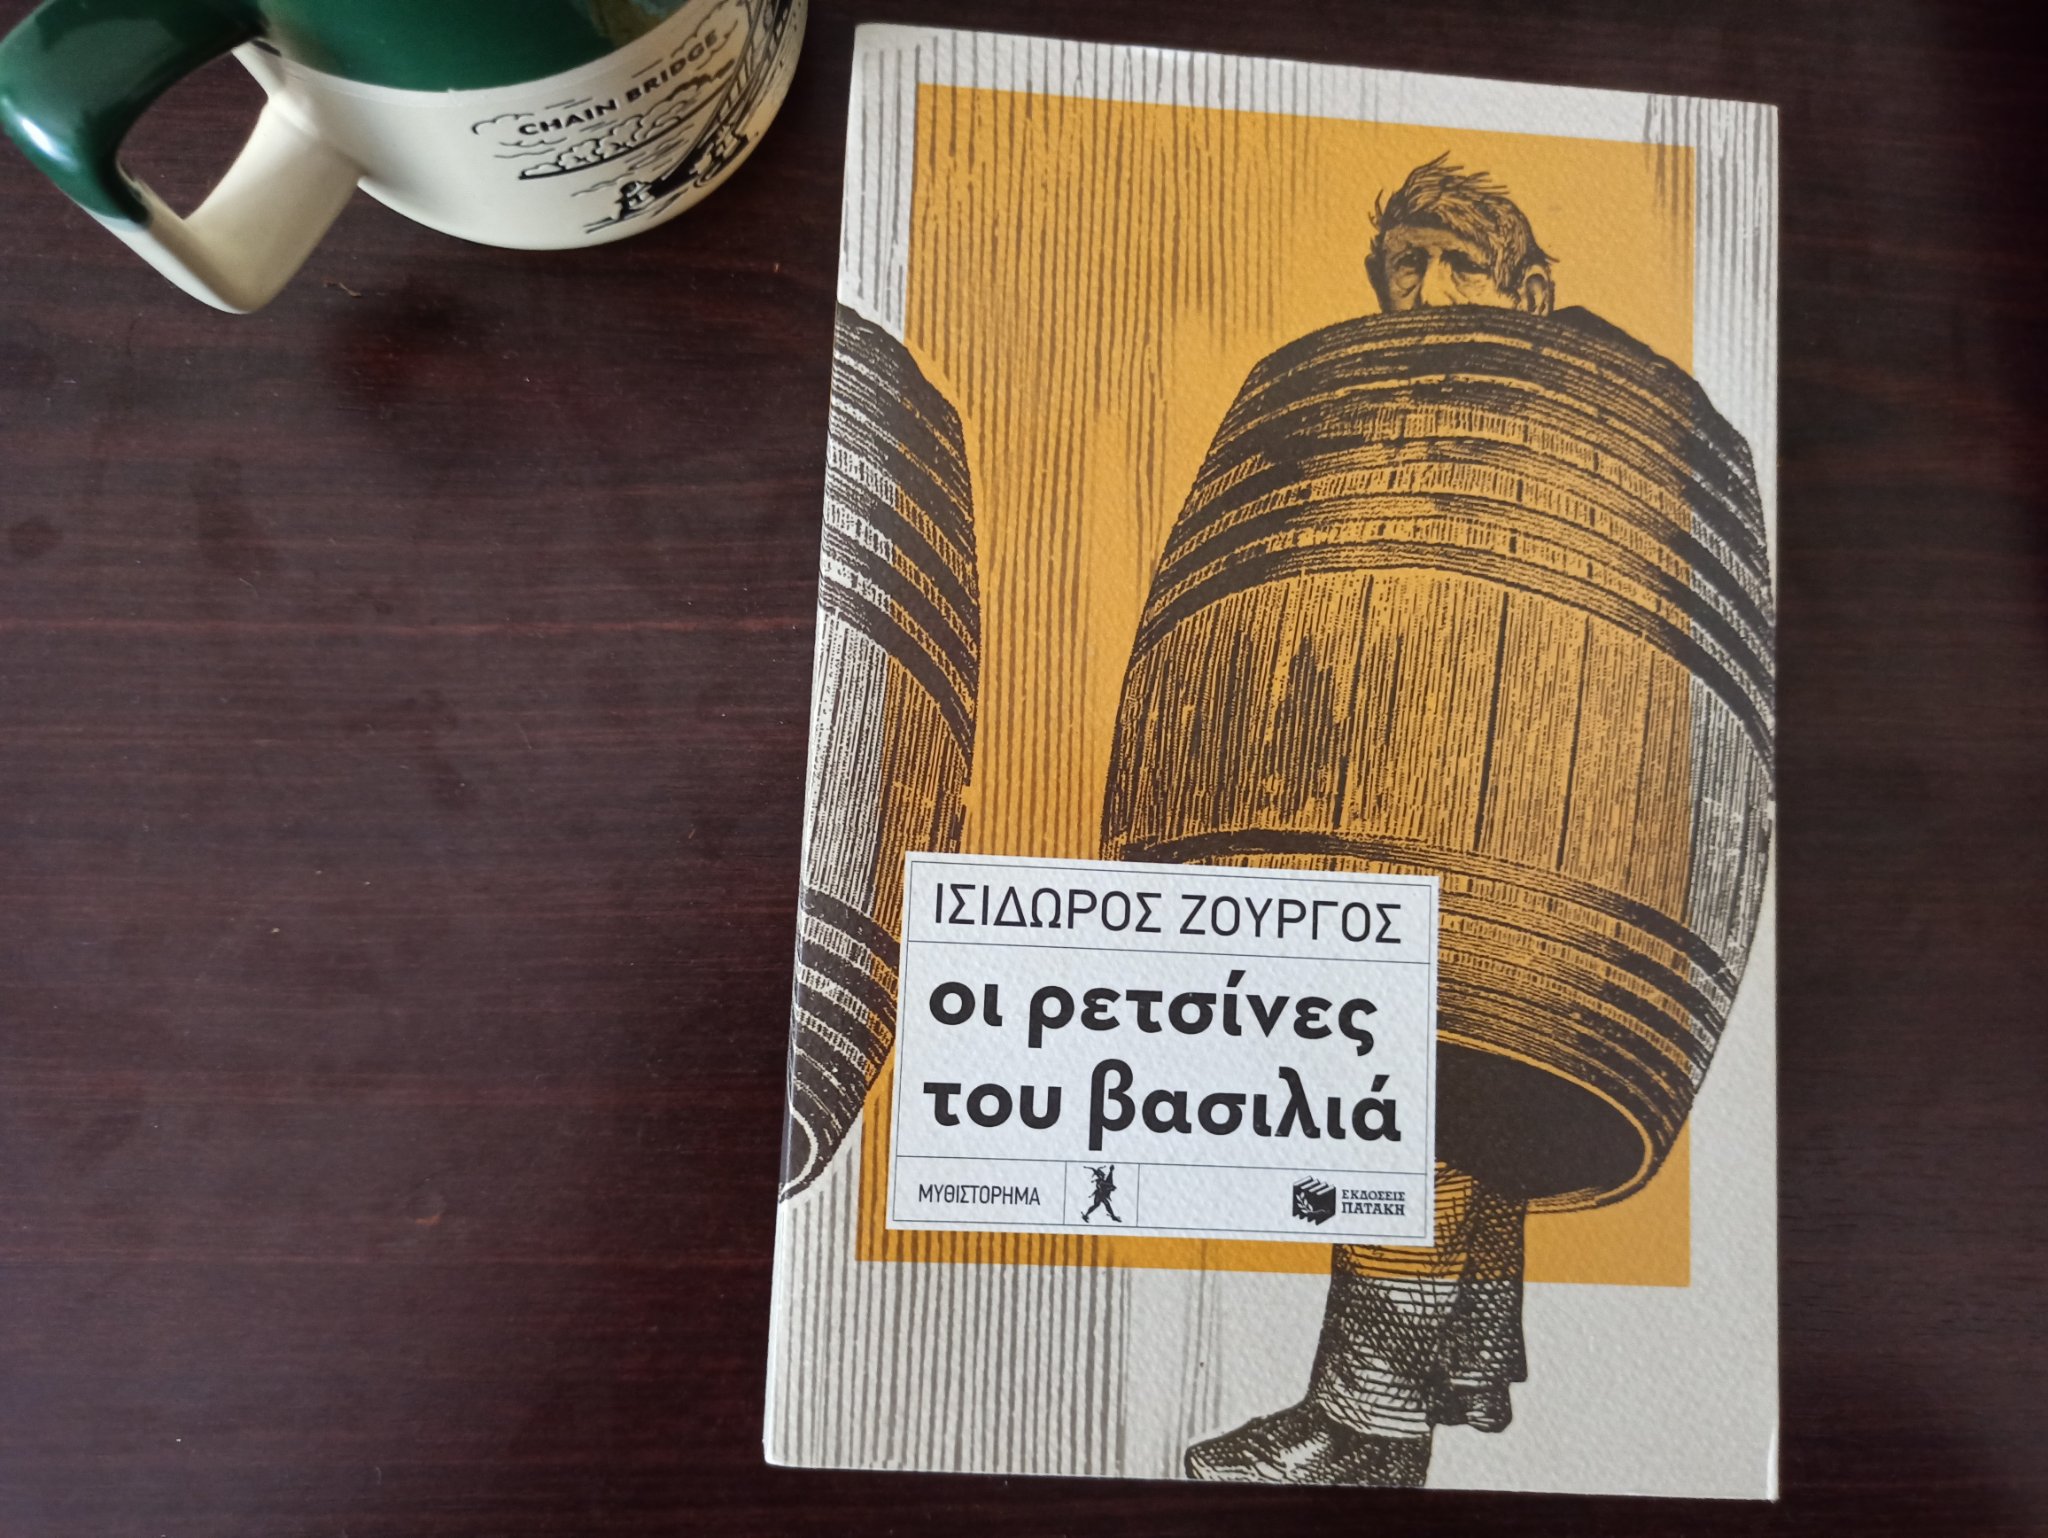 CHAIN BRIDGE
ΙΣΙΔΩΡΟΣ ΖΟΥΡΓΟΣ
οι ρετσίνες
του βασιλιά
ΜΥΘΙΣΤΟΡΗΜΑ
ΕΚΔΟΣΕΙΣ
ΠΑΤΑΚΗ